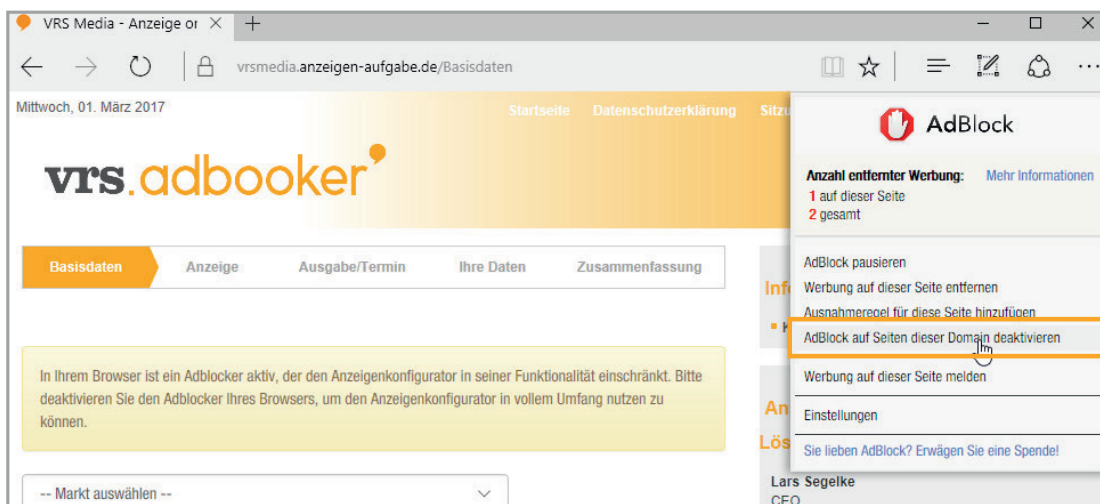 VRS Media - Anzeige or
vrsmedia.anzeigen-aufgabe.de/Basisdaten
Mittwoch, 01. März 2017
Startseite Datenschutzerklärung
vrs.adbooker
Basisdaten Anzeige Ausgabe/Termin Ihre Daten Zusammenfassung
In Ihrem Browser ist ein Adblocker aktiv, der den Anzeigenkonfigurator in seiner Funktionalität einschränkt. Bitte
deaktivieren Sie den Adblocker Ihres Browsers, um den Anzeigenkonfigurator in vollem Umfang nutzen zu
können.
-- Markt auswählen --
AdBlock
Anzahl entfernter Werbung: Mehr Informationen
1 auf dieser Seite
2 gesamt
AdBlock pausieren
Werbung auf dieser Seite entfernen
Ausnahmeregel für diese Seite hinzufügen
AdBlock auf Seiten dieser Domain deaktivieren
Werbung auf dieser Seite melden
Einstellungen
Sie lieben AdBlock? Erwägen Sie eine Spende!
Lars Segelke
CEO